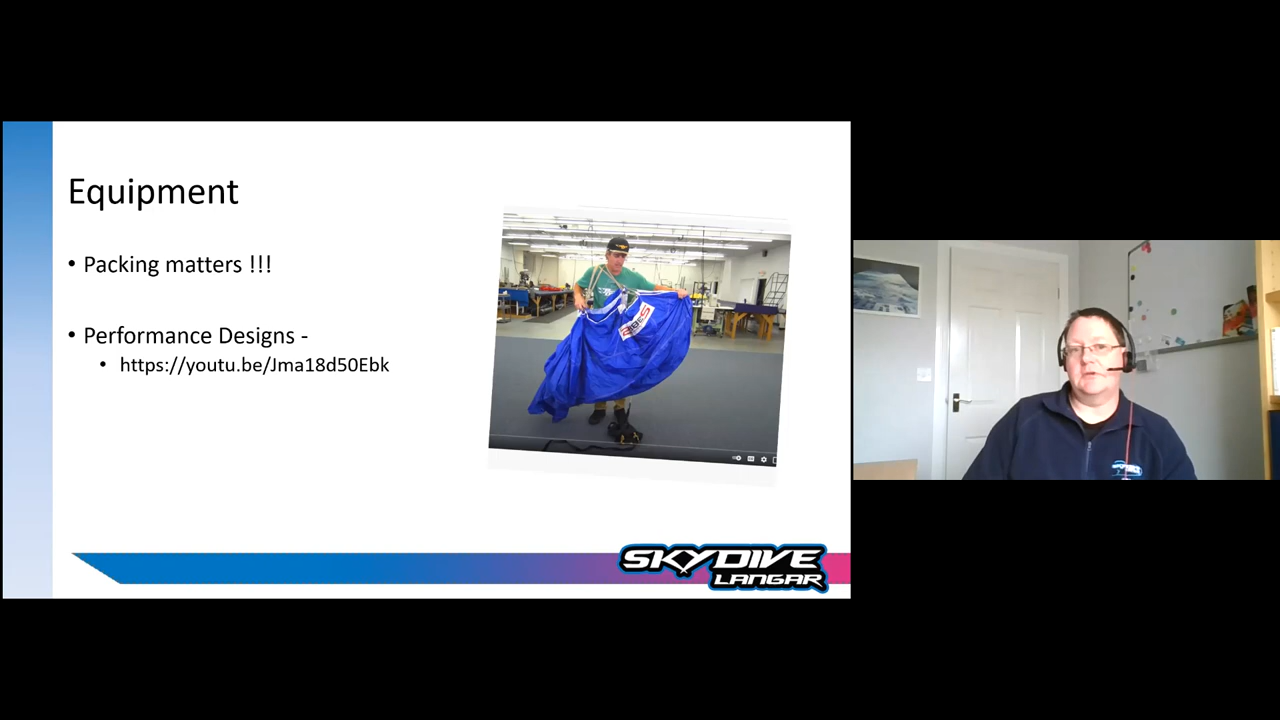 Equipment
• Packing matters !!!
• Performance Designs -
• https://youtu.be/Jma18d50Ebk
SKYDIVE
LANGAR